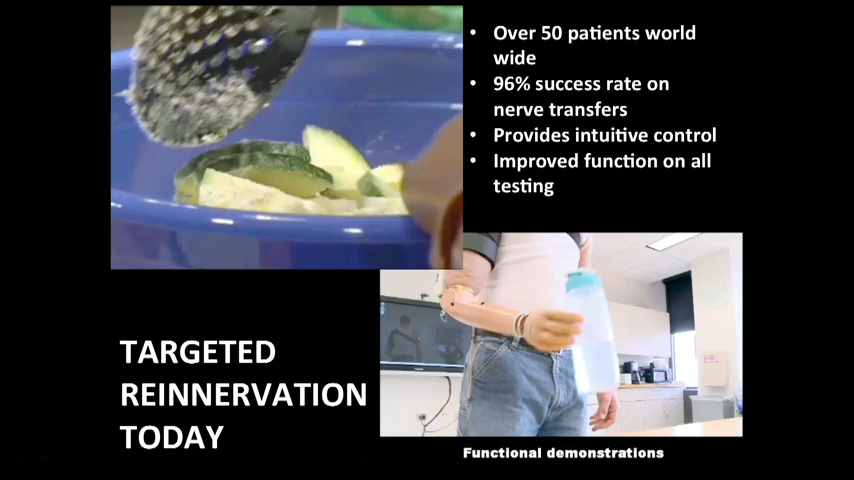 • Over 50 patients world
wide
• 96% success rate on
nerve transfers
• Provides intuitive control
• Improved function on all
testing
TARGETED
REINNERVATION
TODAY
Functional demonstrations